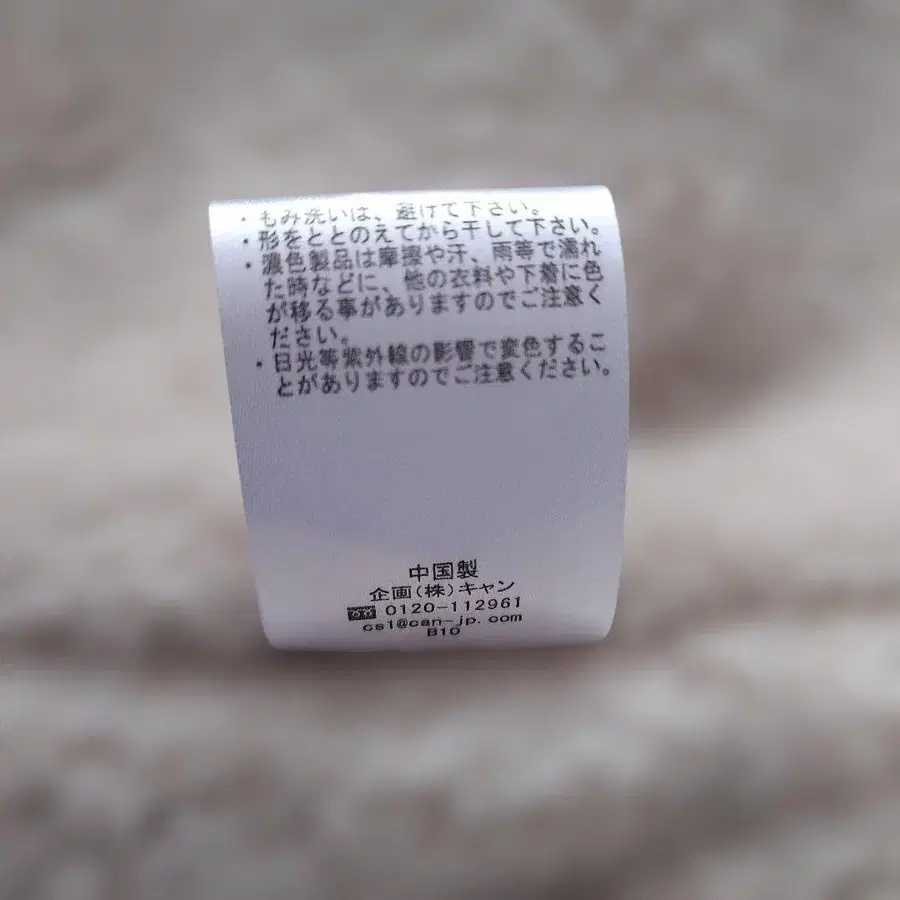 ・もみ洗いは、避けて下さい。
・形をととのえてから干して下さい。
・濃色製品は摩擦や汗、雨等で濡れ
た時などに、他の衣料や下着に色
が移る事がありますのでご注意く
ださい。
・日光等紫外線の影響で変色するこ
とがありますのでご注意ください。
中国製
企画(株)キャン
0120-112961
cs1@can-jp.com
B10